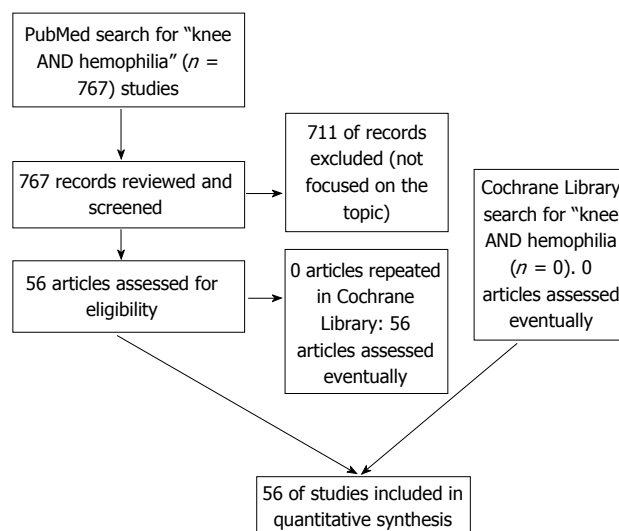 PubMed search for “knee
AND hemophilia” (n =
767) studies
711 of records
excluded (not
focused on the
topic)
767 records reviewed and
screened
Cochrane Library
search for “knee
AND hemophilia
(n = 0). 0
articles assessed
eventually
56 articles assessed for
eligibility
0 articles repeated
in Cochrane
Library: 56
articles assessed
eventually
56 of studies included in
quantitative synthesis